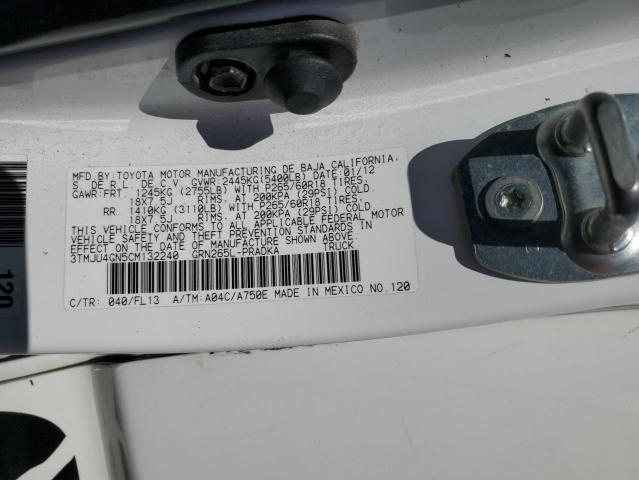 MFD.BY:TOYOTA MOTOR MANUFACTURING DE BAJA CALIFORNIA,
S. DE R.L. DE C.V. GVWR:2445KG(5400LB) DATE:01/12
GAWR:FRT. 1245KG (2755LB) WITH P265/60R18 TIRES,
18X7.5J RIMS, AT 200KPA (29PSI) COLD
RR. 1410KG (3110LB) WITH P265/60R18 TIRES,
18X7.5J RIMS, AT 200KPA (29PSI) COLD
THIS VEHICLE CONFORMS TO ALL APPLICABLE FEDERAL MOTOR
VEHICLE SAFETY AND THEFT PREVENTION STANDARDS IN
EFFECT ON THE DATE OF MANUFACTURE SHOWN ABOVE.
3TMJU4GN5CM132240 GRN265L-PRADKA TRUCK
C/TR: 040/FL13 A/TM:A04C/A750E MADE IN MEXICO NO.120
120